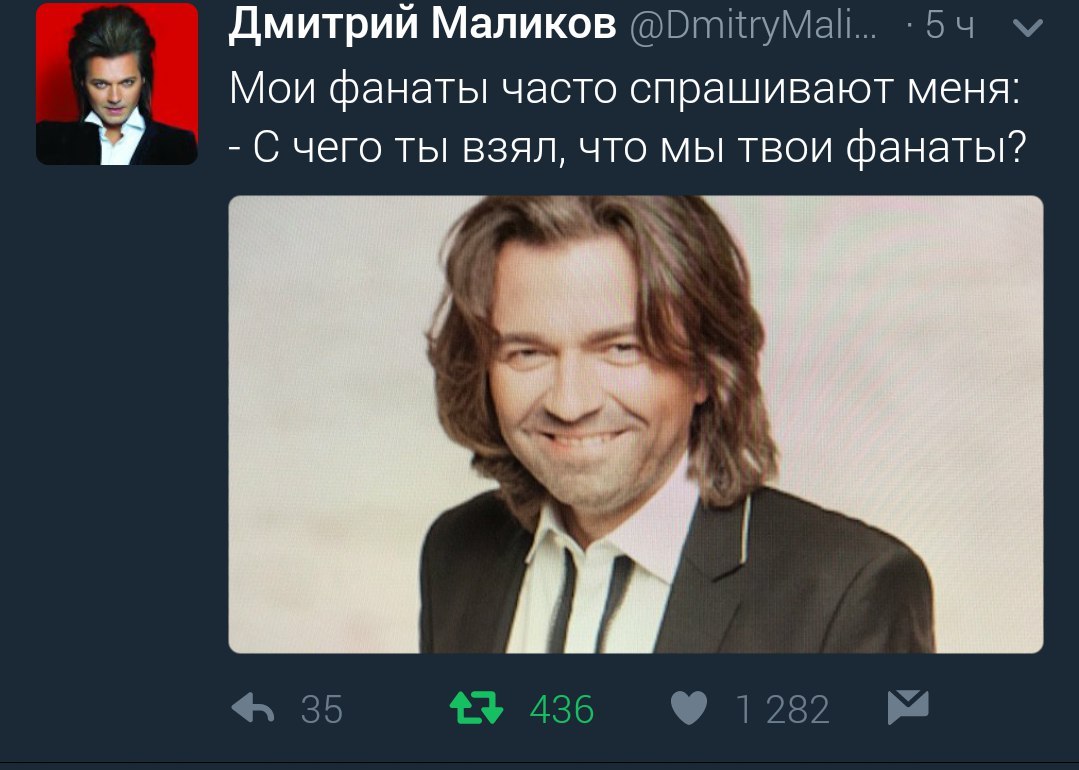 Дмитрий Маликов @DmitryMali... · 5 ч
Мои фанаты часто спрашивают меня:
- С чего ты взял, что мы твои фанаты?
35 436 1 282